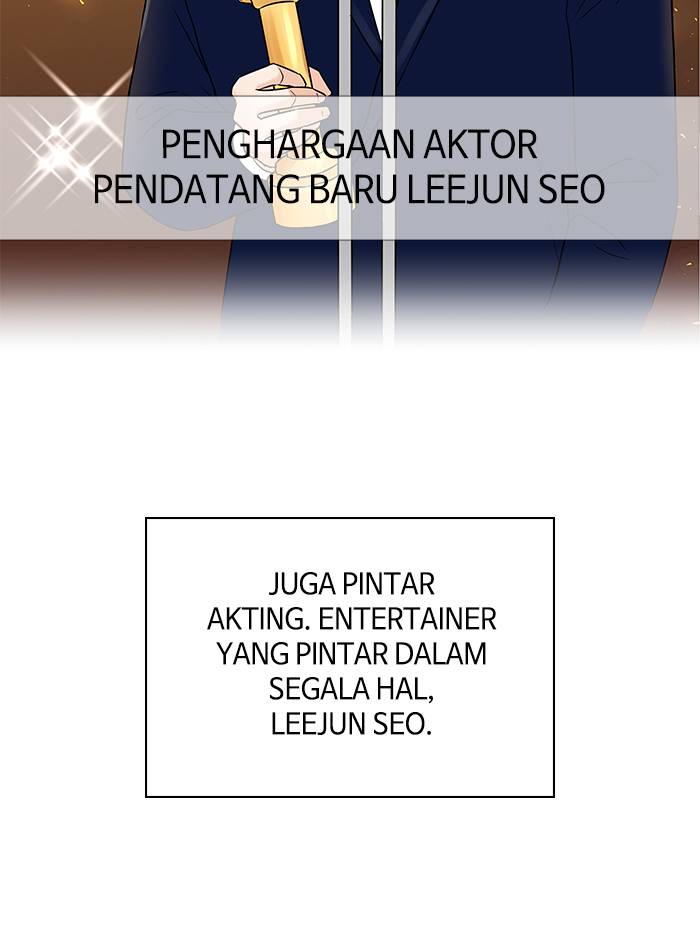 PENGHARGAAN AKTOR
PENDATANG BARU LEEJUN SEO
JUGA PINTAR
AKTING. ENTERTAINER
YANG PINTAR DALAM
SEGALA HAL,
LEEJUN SEO.